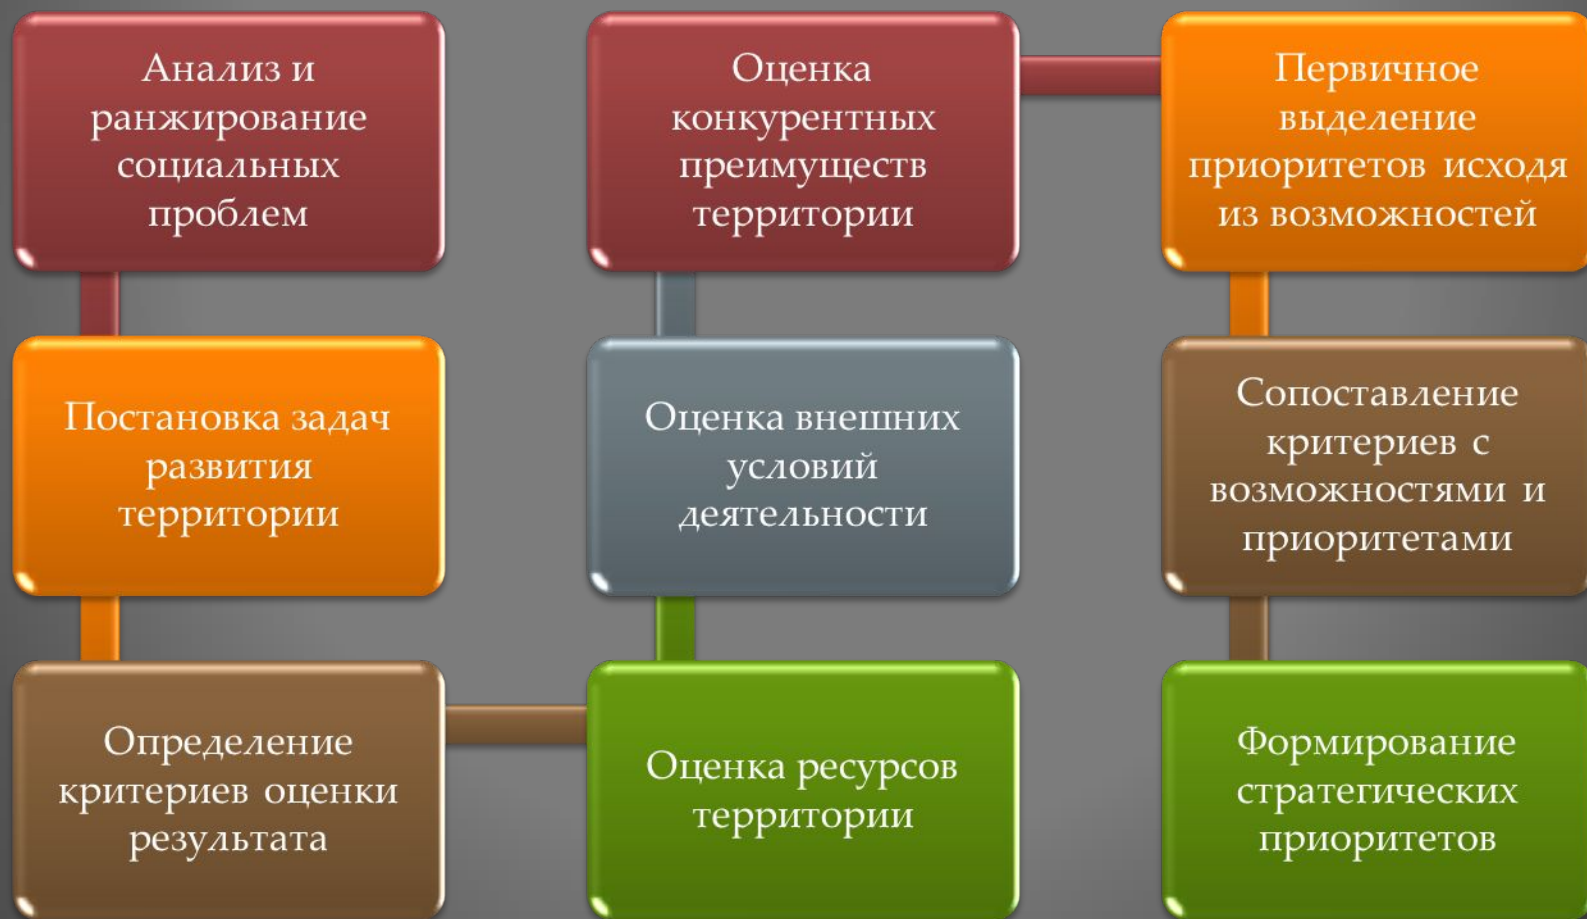 Анализ и
ранжирование
социальных
проблем
Постановка задач
развития
территории
Определение
критериев оценки
результата
Оценка ресурсов
территории
Оценка внешних
условий
деятельности
Оценка
конкурентных
преимуществ
территории
Первичное
выделение
приоритетов исходя
из возможностей
Сопоставление
критериев с
возможностями и
приоритетами
Формирование
стратегических
приоритетов